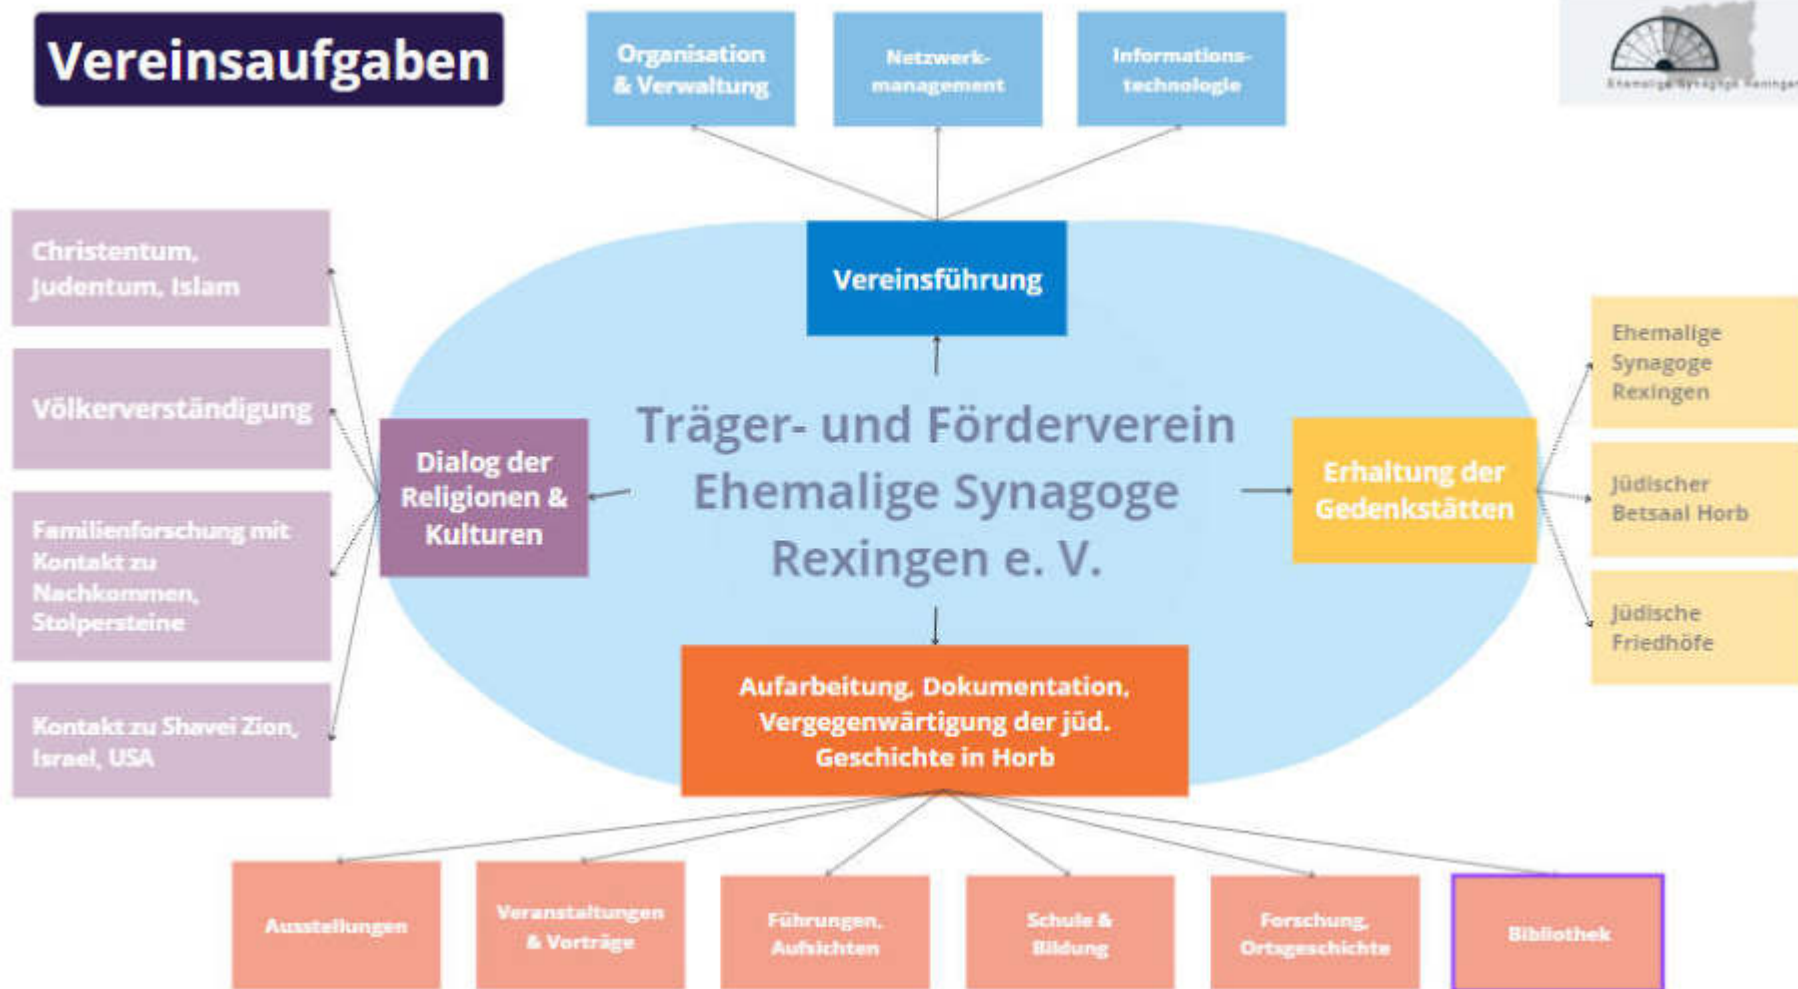 Vereinsaufgaben
Organisation
& Verwaltung
Netzwerk-
management
Informations-
technologie
Ehemalige Synagoge Rexingen
Christentum,
Judentum, Islam
Völkerverständigung
Familienforschung mit
Kontakt zu
Nachkommen,
Stolpersteine
Kontakt zu Shavei Zion,
Israel, USA
Dialog der
Religionen &
Kulturen
Vereinsführung
Träger- und Förderverein
Ehemalige Synagoge
Rexingen e. V.
Erhaltung der
Gedenkstätten
Ehemalige
Synagoge
Rexingen
Jüdischer
Betsaal Horb
Jüdische
Friedhöfe
Aufarbeitung, Dokumentation,
Vergegenwärtigung der jüd.
Geschichte in Horb
Ausstellungen
Veranstaltungen
& Vorträge
Führungen,
Aufsichten
Schule &
Bildung
Forschung,
Ortsgeschichte
Bibliothek